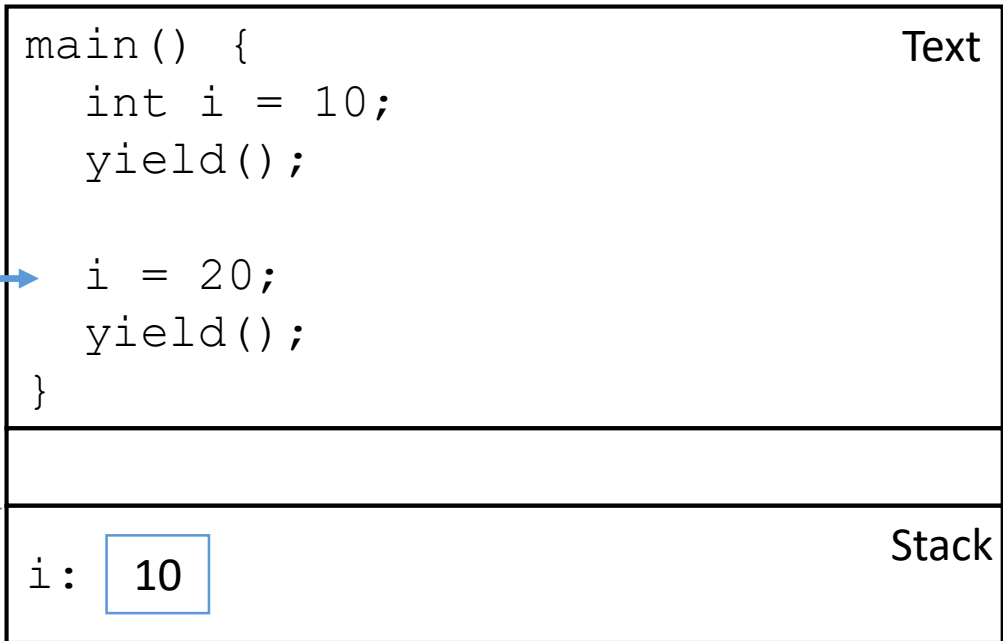 main() {
Text
int i = 10;
yield();
i = 20;
yield();
}
Stack
i: 10